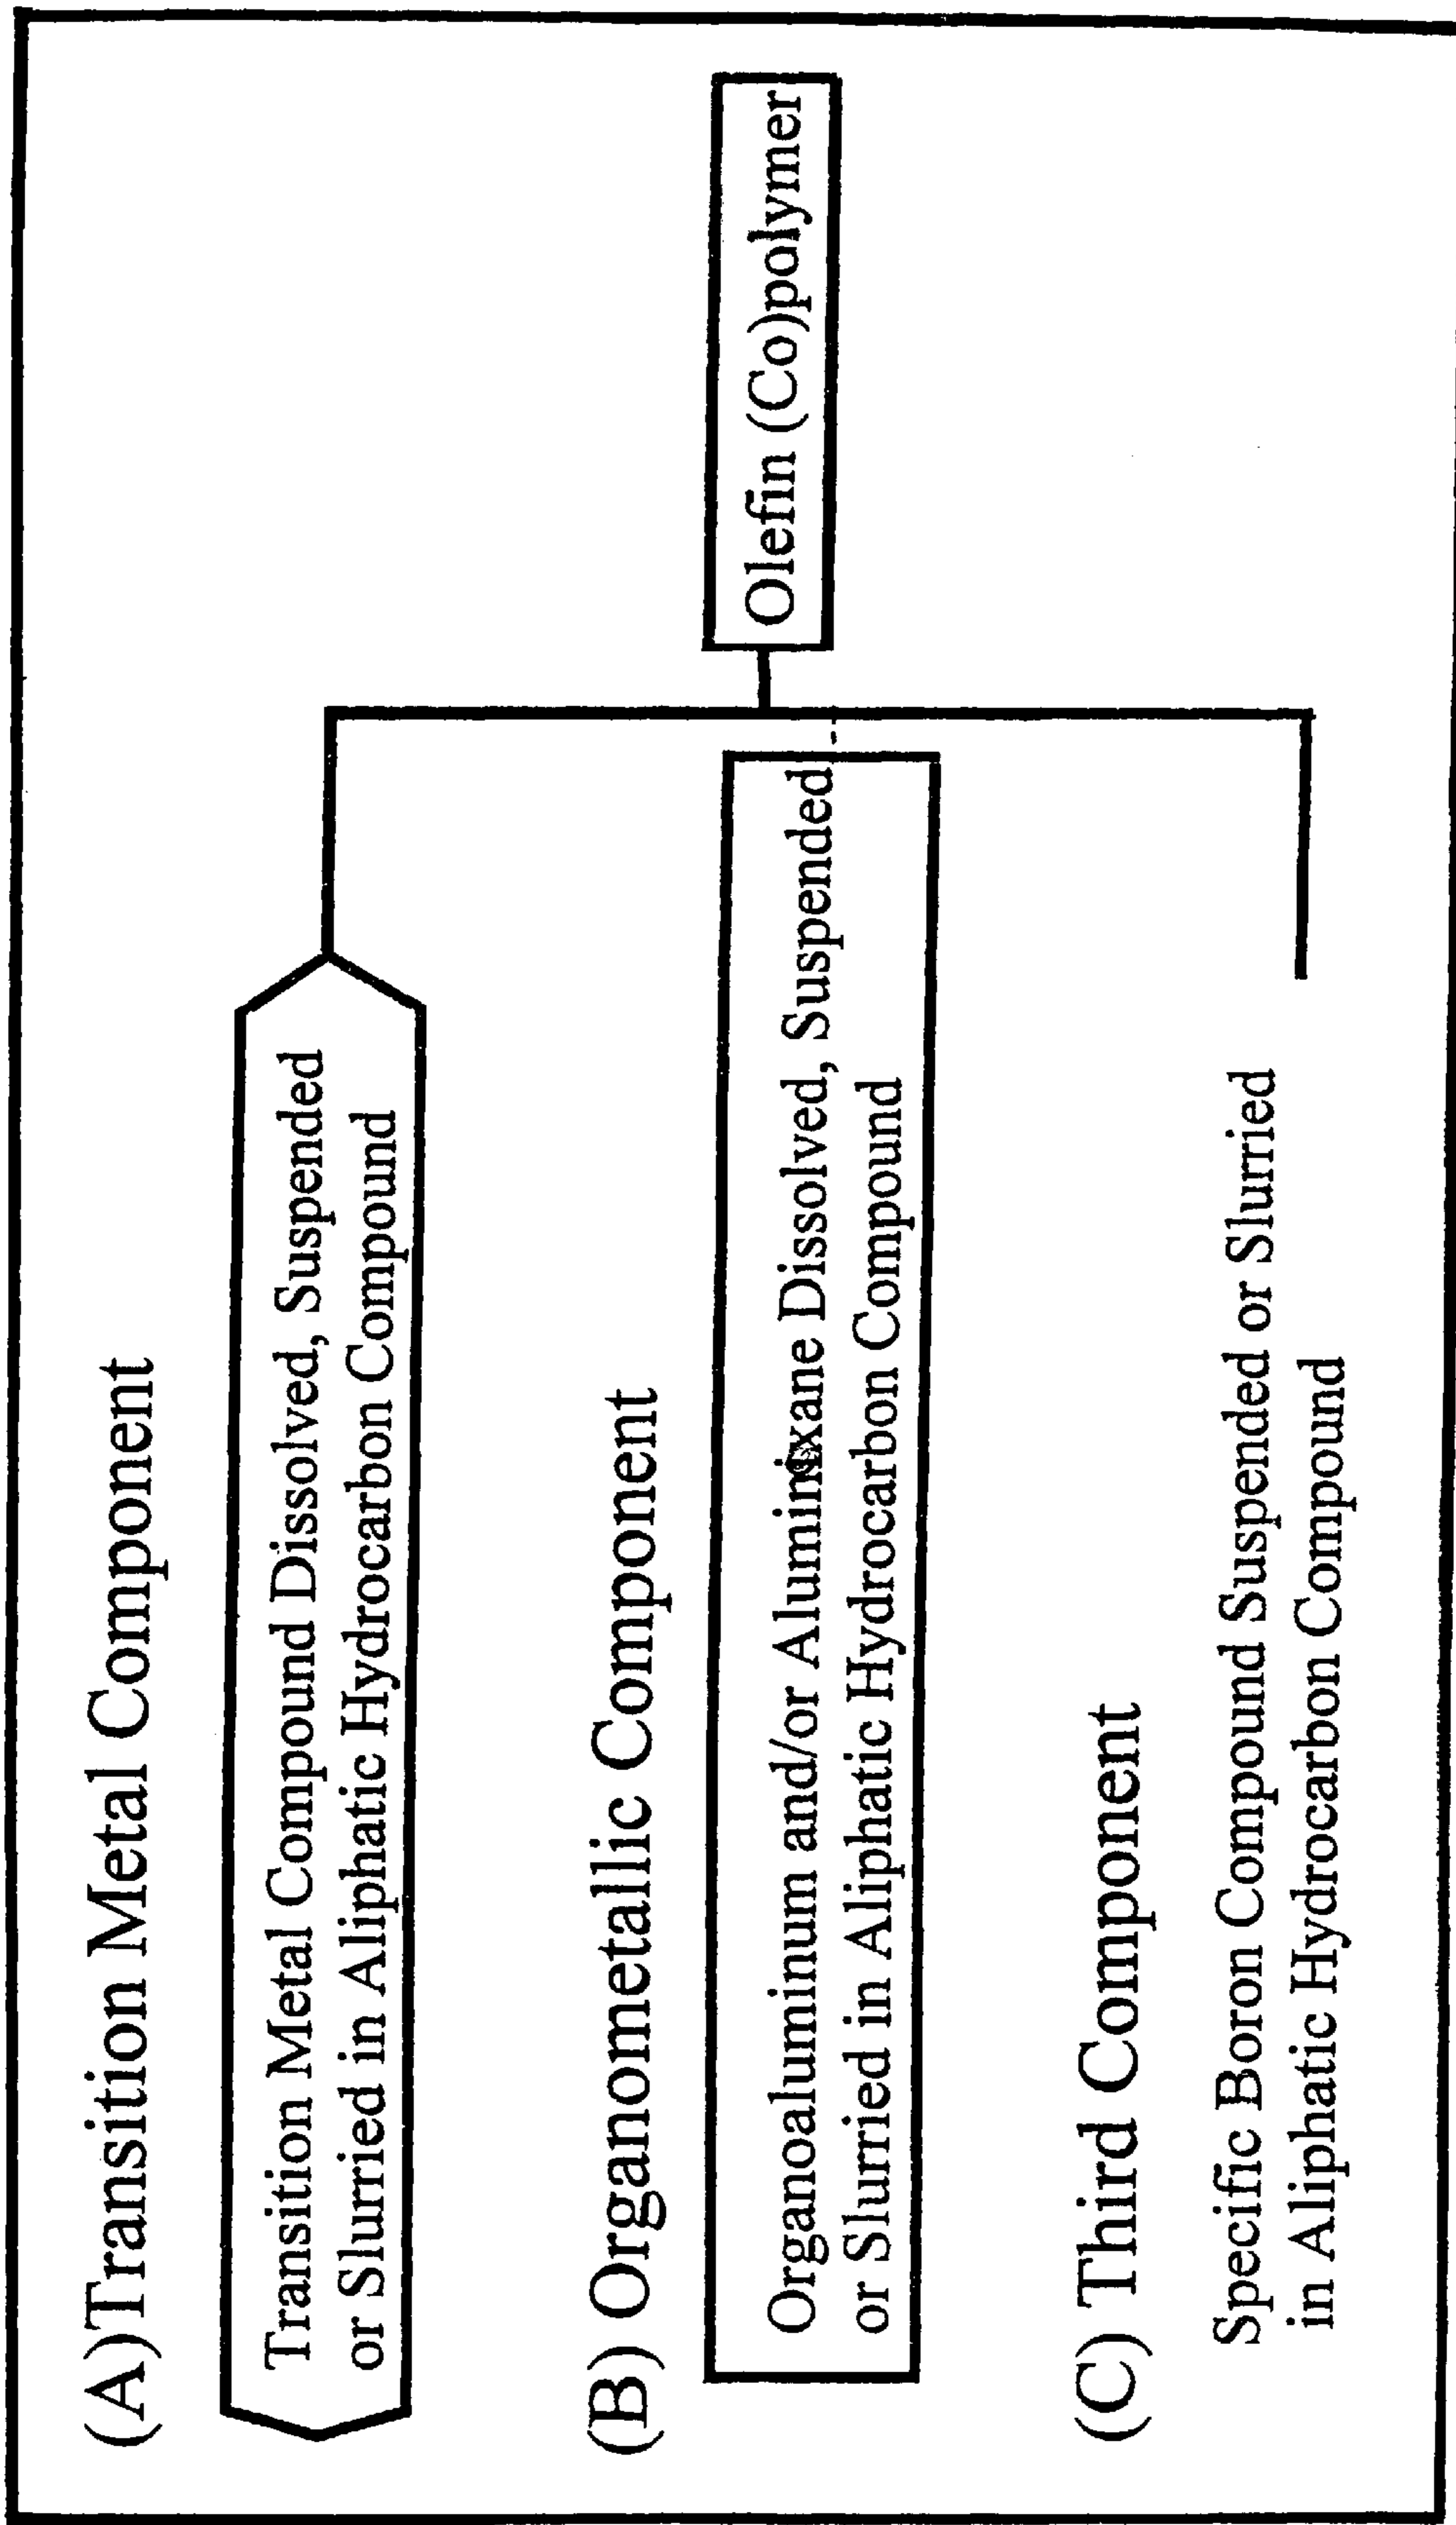 (A)Transition Metal Component
Transition Metal Compound Dissolved, Suspended
or Slurried in Aliphatic Hydrocarbon Compound
(B) Organometallic Component
Organoaluminum and/or Aluminoxane Dissolved, Suspended
or Slurried in Aliphatic Hydrocarbon Compound
(C) Third Component
Specific Boron Compound Suspended or Slurried
in Aliphatic Hydrocarbon Compound
Olefin (Co)polymer